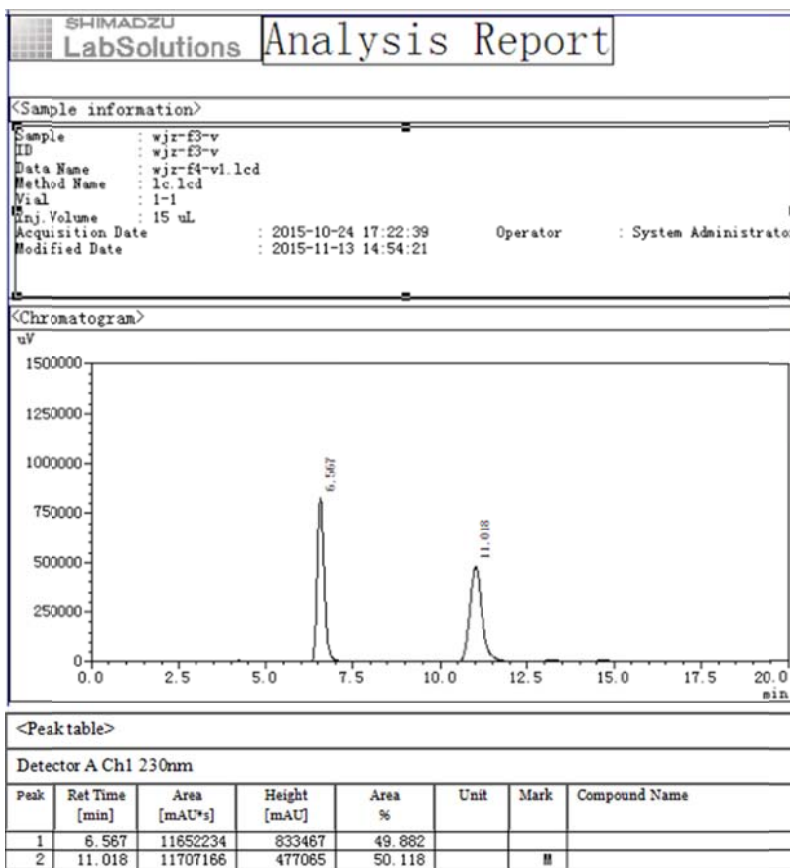 SHIMADZU
LabSolutions Analysis Report
<Sample information>
Sample : wjz-f3-v
ID : wjz-f3-v
Data Name : wjz-f4-v1.lcd
Method Name : lc.lcd
Vial : 1-1
Inj.Volume : 15 uL
Acquisition Date : 2015-10-24 17:22:39 Operator : System Administrator
Modified Date : 2015-11-13 14:54:21
<Chromatogram>
uV
1500000
1250000
1000000
750000
500000
250000
0
6.567
11.018
0.0 2.5 5.0 7.5 10.0 12.5 15.0 17.5 20.0
min
<Peak table>
Detector A Ch1 230nm
Peak Ret Time [min] Area [mAU*s] Height [mAU] Area % Unit Mark Compound Name
1 6.567 11652234 833467 49.882
2 11.018 11707166 477065 50.118 M